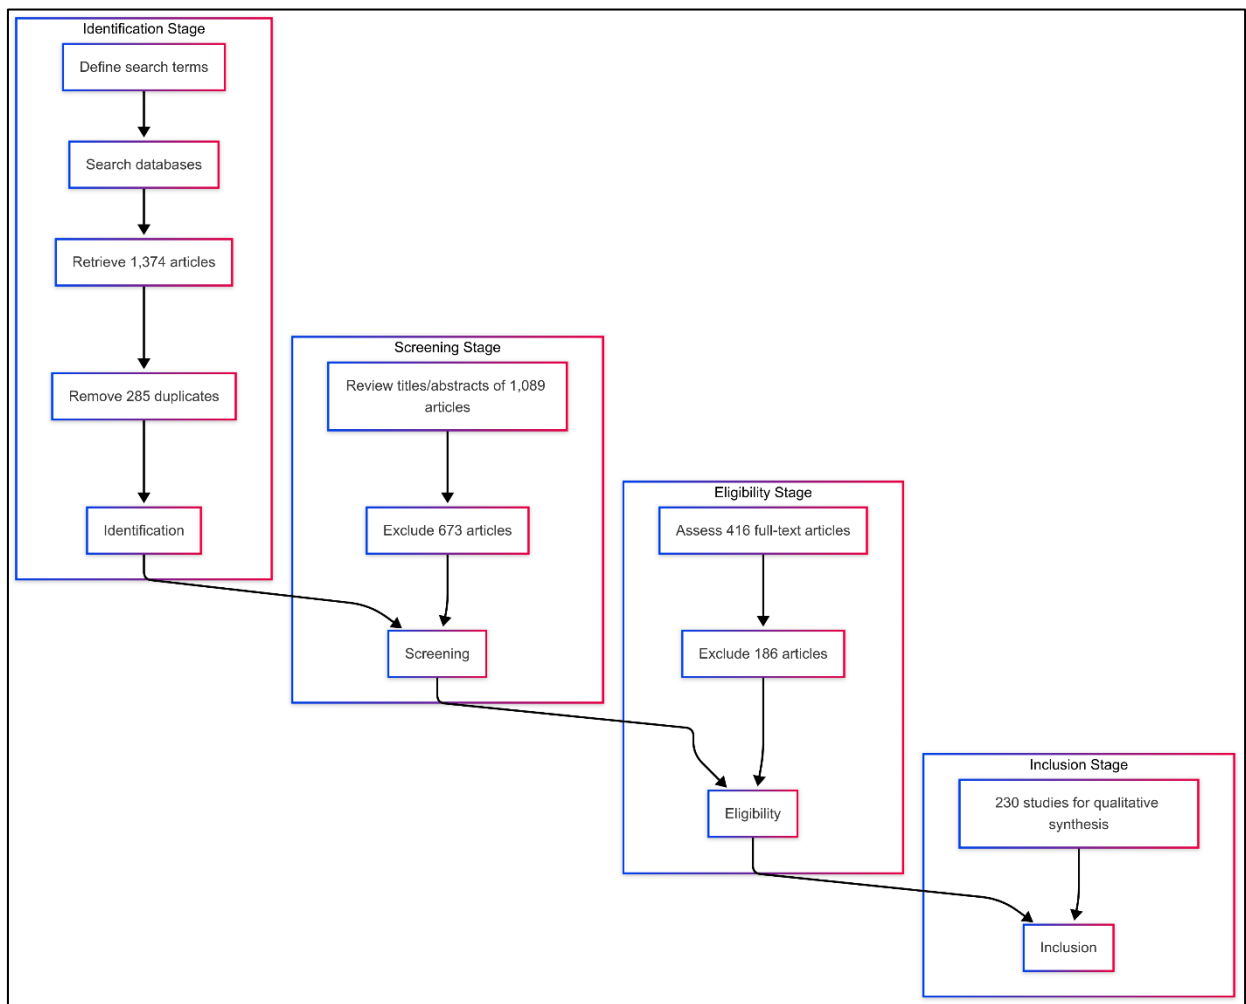 Identification Stage
Define search terms
Search databases
Retrieve 1,374 articles
Remove 285 duplicates
Identification
Screening Stage
Review titles/abstracts of 1,089
articles
Exclude 673 articles
Screening
Eligibility Stage
Assess 416 full-text articles
Exclude 186 articles
Eligibility
Inclusion Stage
230 studies for qualitative
synthesis
Inclusion